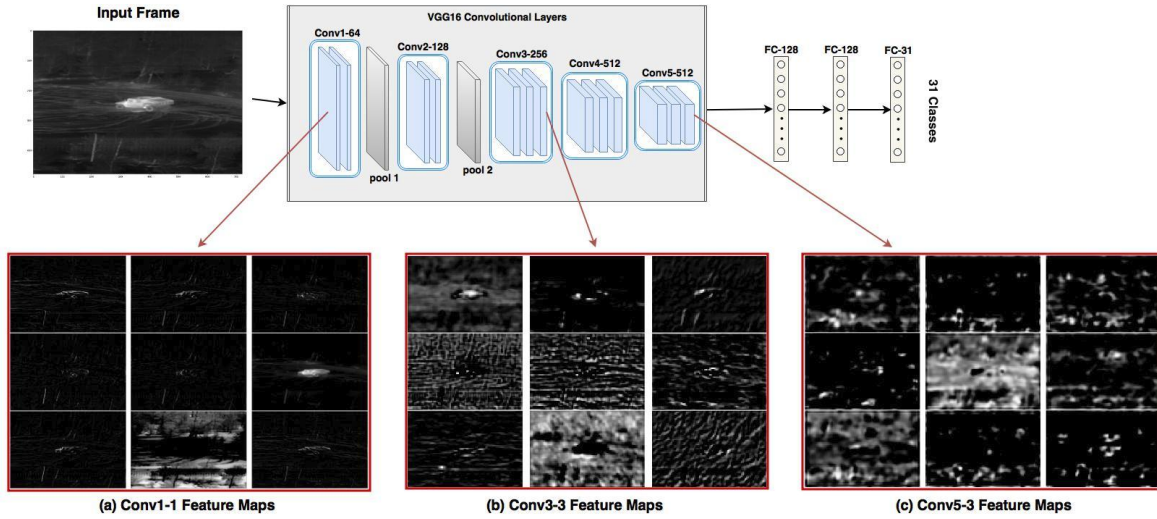 Input Frame
VGG16 Convolutional Layers
Conv1-64
Conv2-128
Conv3-256
Conv4-512
Conv5-512
pool 1
pool 2
FC-128
FC-128
FC-31
31 Classes
(a) Conv1-1 Feature Maps
(b) Conv3-3 Feature Maps
(c) Conv5-3 Feature Maps